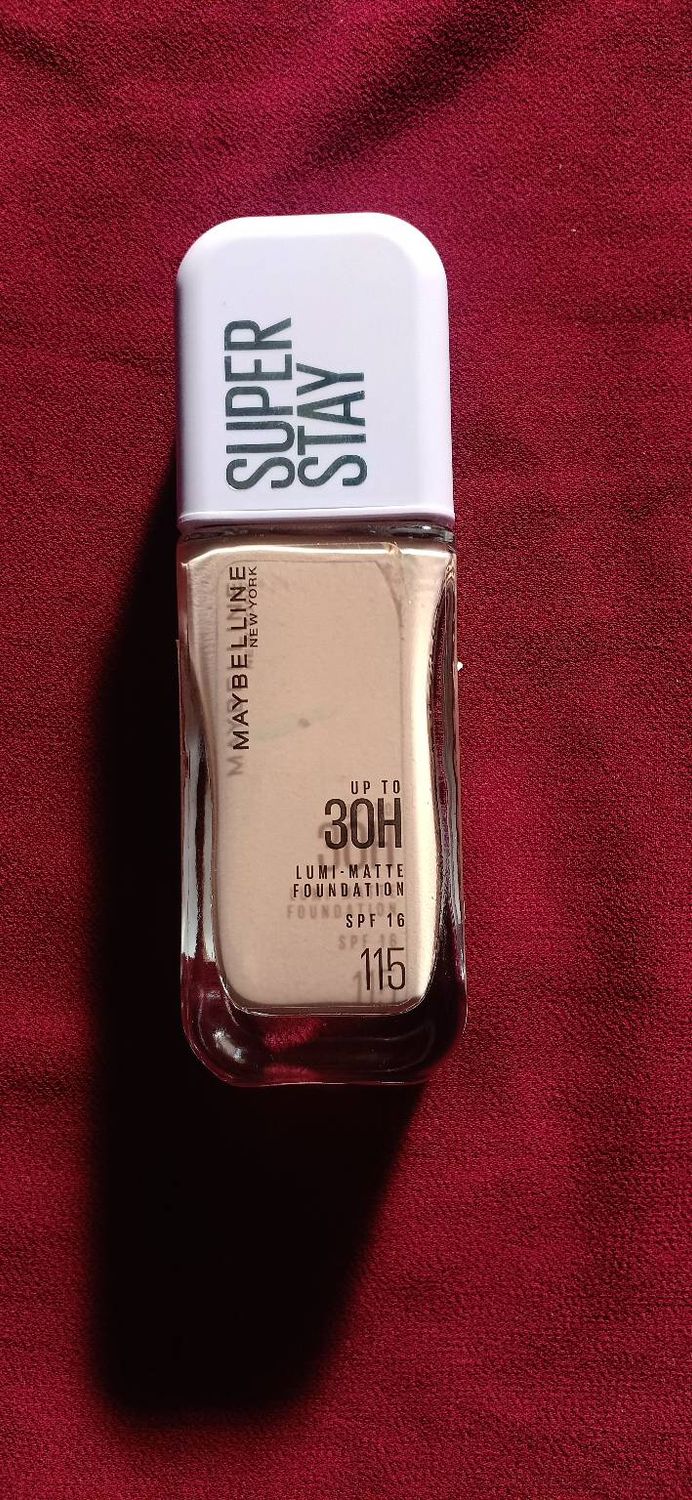 SUPER
STAY
MAYBELLINE
NEW YORK
UP TO
30H
LUMI-MATTE
FOUNDATION
SPF 16
115